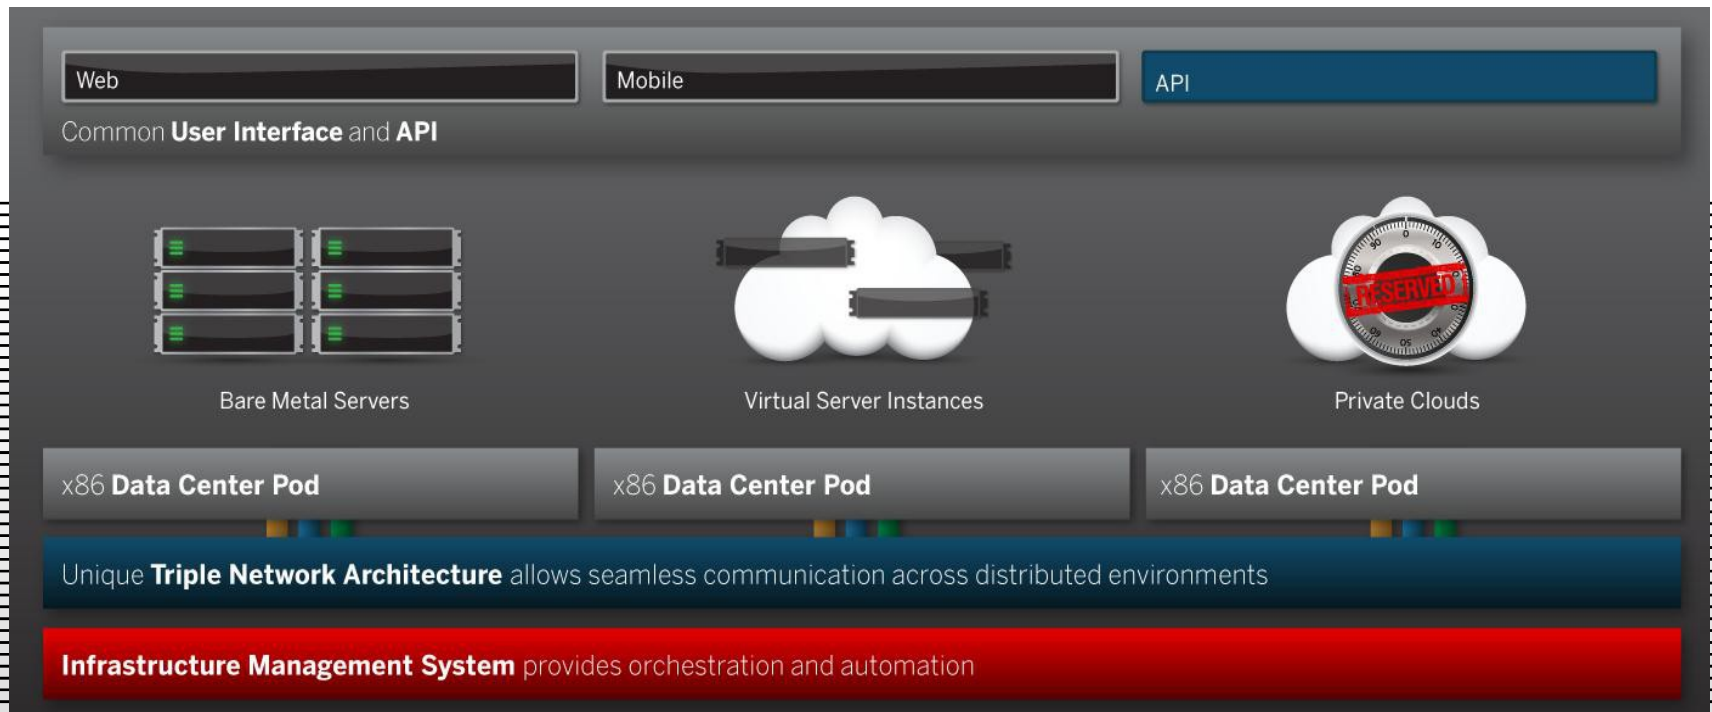 Web
Mobile
API
Common User Interface and API
RESERVED
Bare Metal Servers
Virtual Server Instances
Private Clouds
x86 Data Center Pod
x86 Data Center Pod
x86 Data Center Pod
Unique Triple Network Architecture allows seamless communication across distributed environments
Infrastructure Management System provides orchestration and automation